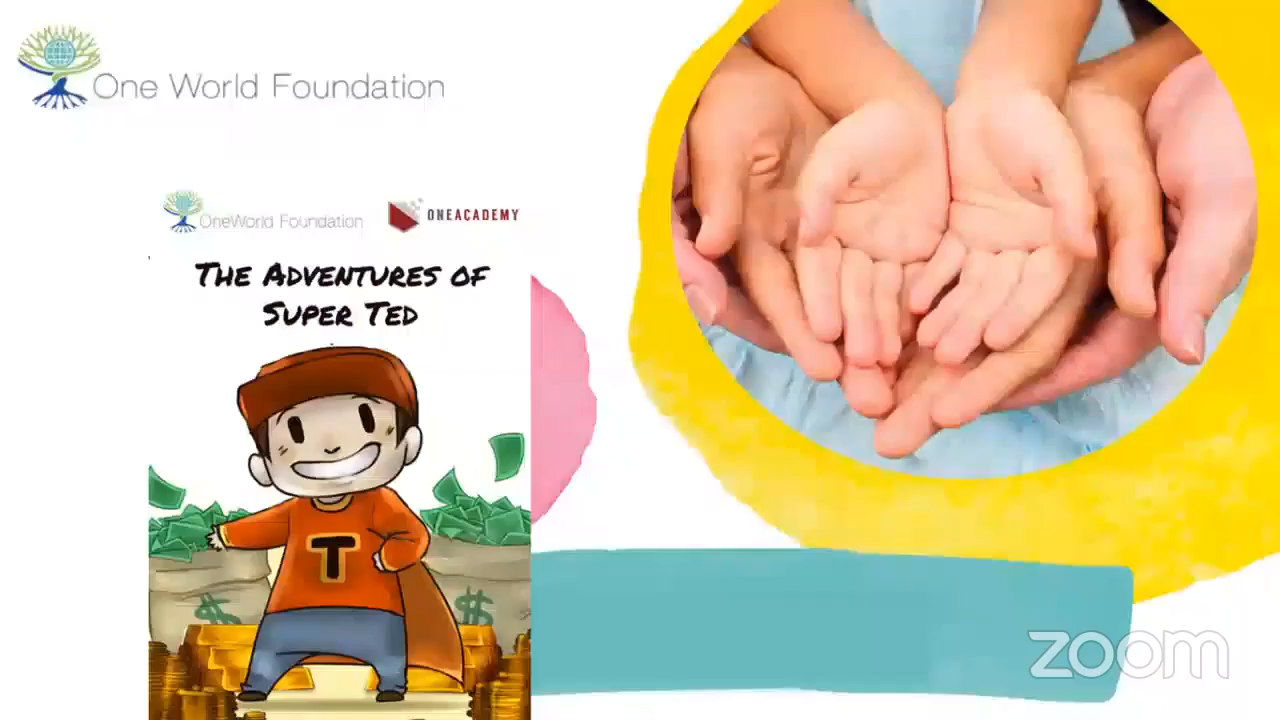 One World Foundation
OneWorld Foundation
ONEACADEMY
The Adventures of
Super Ted
T
$
$
zoom